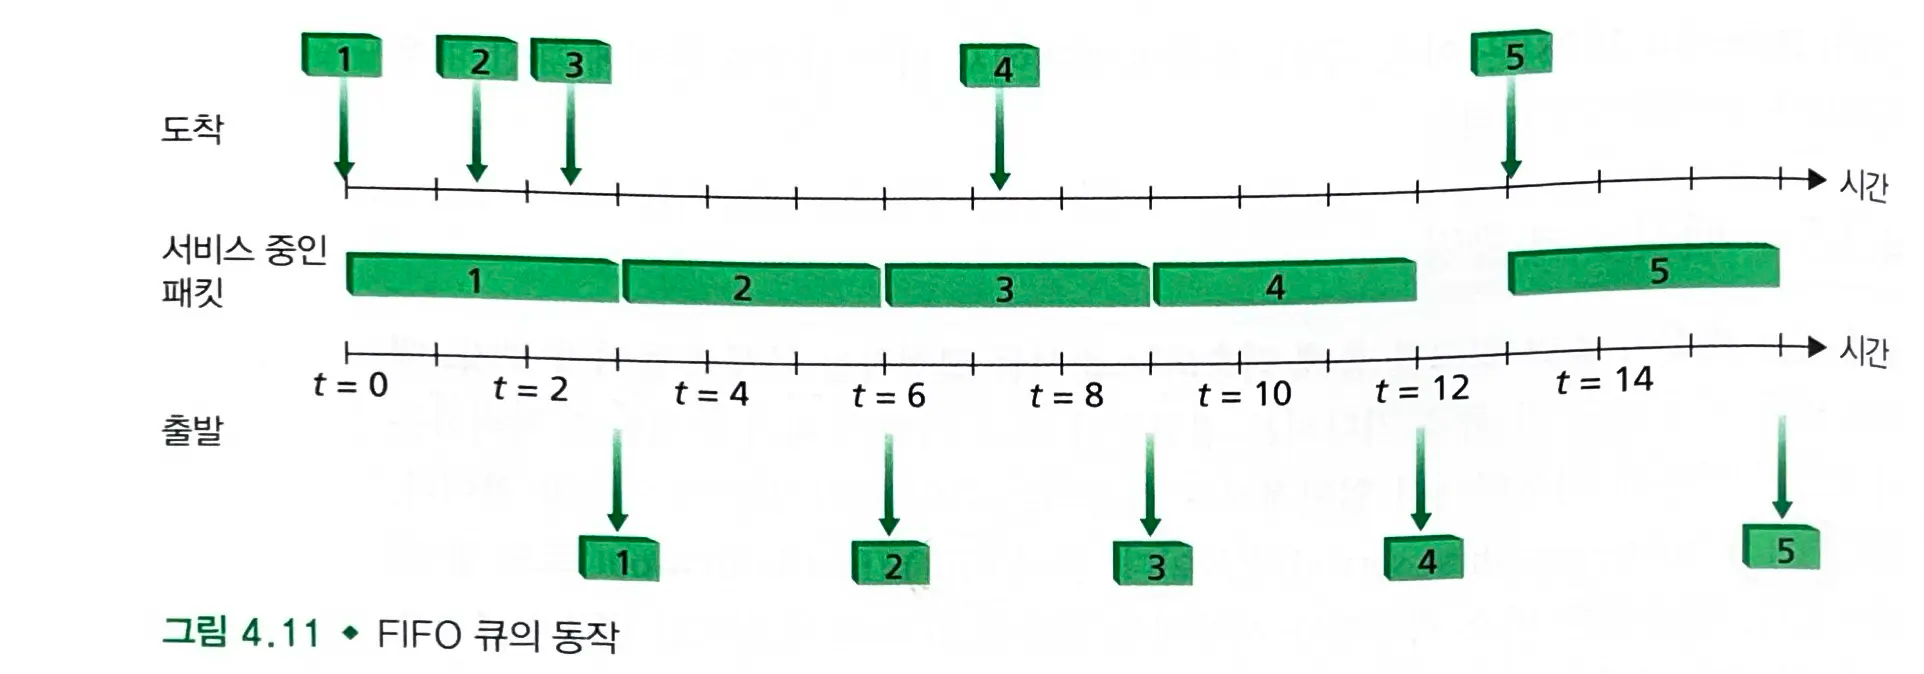 1 2 3 4 5
도착
시간
서비스 중인
패킷
1 2 3 4 5
시간
t = 0 t = 2 t = 4 t = 6 t = 8 t = 10 t = 12 t = 14
출발
1 2 3 4 5
그림 4.11 ◆ FIFO 큐의 동작